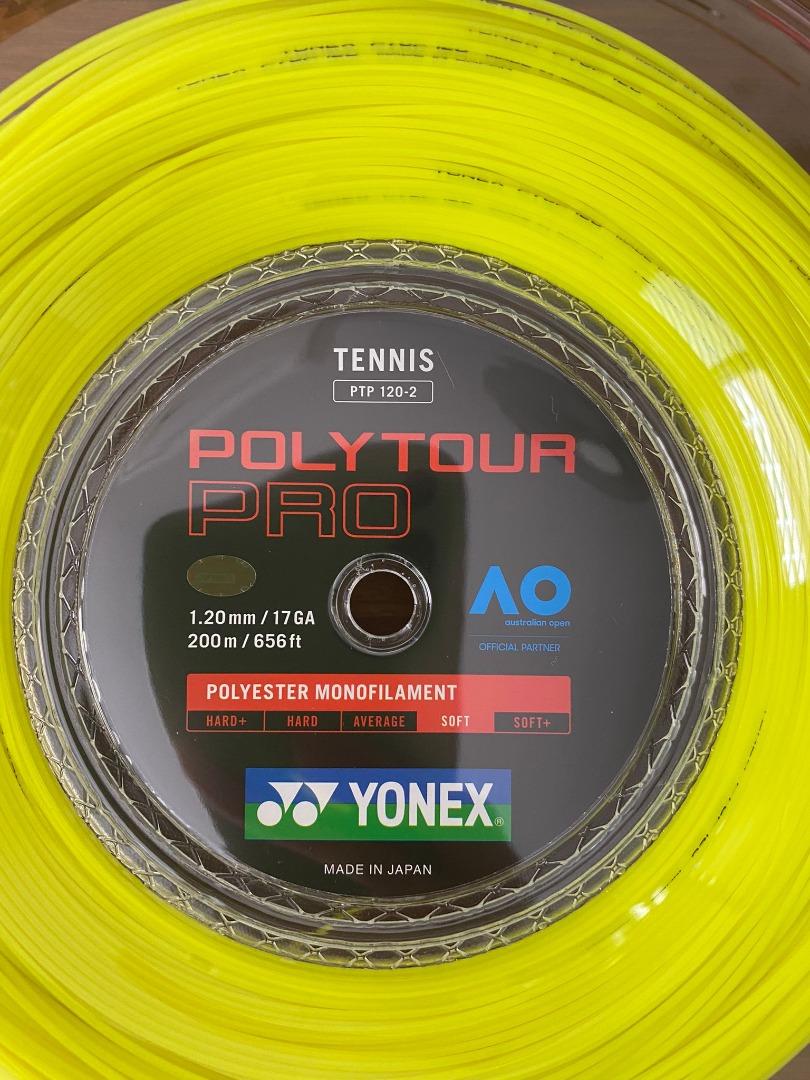 TENNIS
PTP 120-2
POLYTOUR
PRO
1.20mm / 17GA
200m / 656ft
AO
australian open
OFFICIAL PARTNER
POLYESTER MONOFILAMENT
HARD+ HARD AVERAGE SOFT SOFT+
YONEX®
MADE IN JAPAN